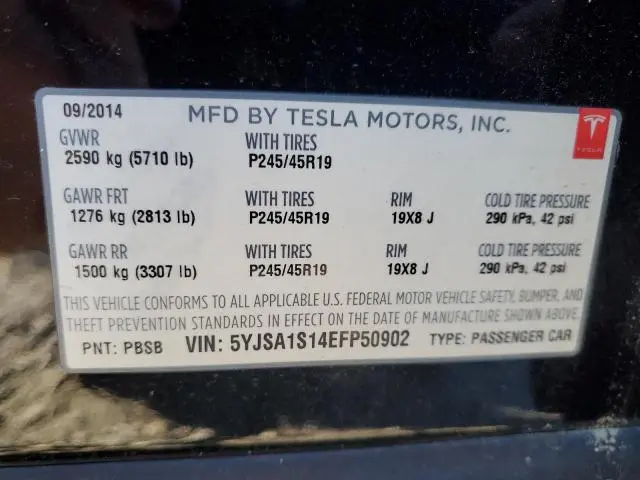 09/2014 MFD BY TESLA MOTORS, INC.
GVWR WITH TIRES
2590 kg (5710 lb) P245/45R19
TESLA
GAWR FRT WITH TIRES RIM COLD TIRE PRESSURE
1276 kg (2813 lb) P245/45R19 19X8 J 290 kPa, 42 psi
GAWR RR WITH TIRES RIM COLD TIRE PRESSURE
1500 kg (3307 lb) P245/45R19 19X8 J 290 kPa, 42 psi
THIS VEHICLE CONFORMS TO ALL APPLICABLE U.S. FEDERAL MOTOR VEHICLE SAFETY, BUMPER, AND
THEFT PREVENTION STANDARDS IN EFFECT ON THE DATE OF MANUFACTURE SHOWN ABOVE.
PNT: PBSB VIN: 5YJSA1S14EFP50902 TYPE: PASSENGER CAR